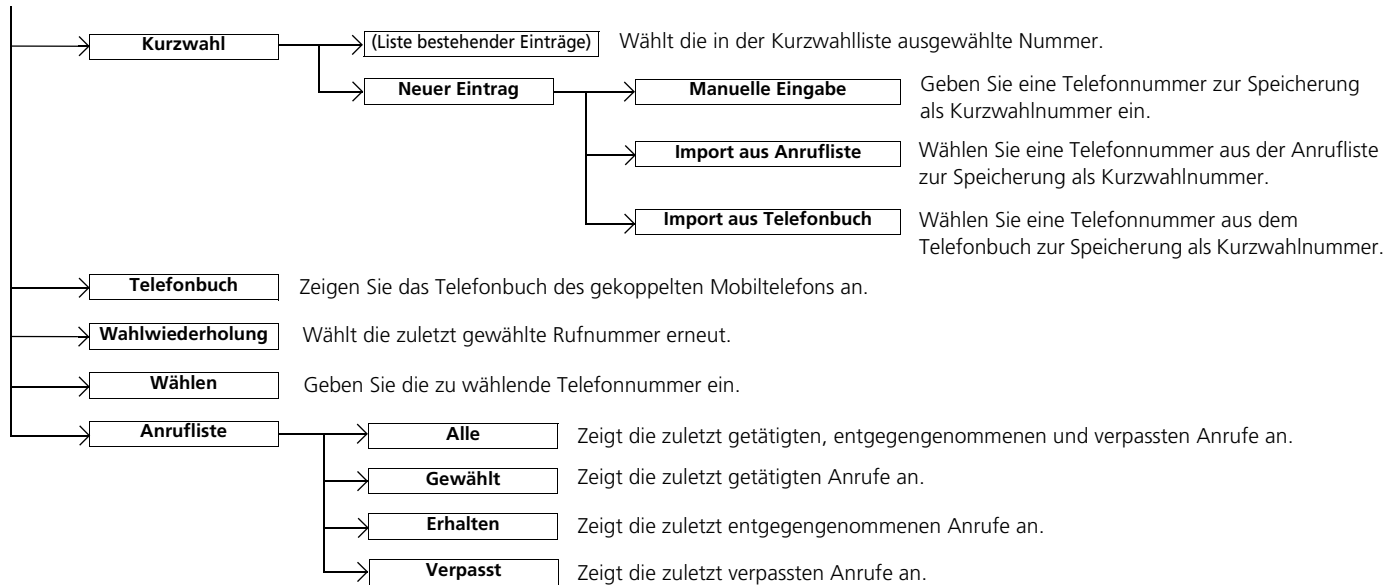 Kurzwahl
(Liste bestehender Einträge)
Wählt die in der Kurzwahlliste ausgewählte Nummer.
Neuer Eintrag
Manuelle Eingabe
Geben Sie eine Telefonnummer zur Speicherung
als Kurzwahlnummer ein.
Import aus Anrufliste
Wählen Sie eine Telefonnummer aus der Anrufliste
zur Speicherung als Kurzwahlnummer.
Import aus Telefonbuch
Wählen Sie eine Telefonnummer aus dem
Telefonbuch zur Speicherung als Kurzwahlnummer.
Telefonbuch
Zeigen Sie das Telefonbuch des gekoppelten Mobiltelefons an.
Wahlwiederholung
Wählt die zuletzt gewählte Rufnummer erneut.
Wählen
Geben Sie die zu wählende Telefonnummer ein.
Anrufliste
Alle
Zeigt die zuletzt getätigten, entgegengenommenen und verpassten Anrufe an.
Gewählt
Zeigt die zuletzt getätigten Anrufe an.
Erhalten
Zeigt die zuletzt entgegengenommenen Anrufe an.
Verpasst
Zeigt die zuletzt verpassten Anrufe an.